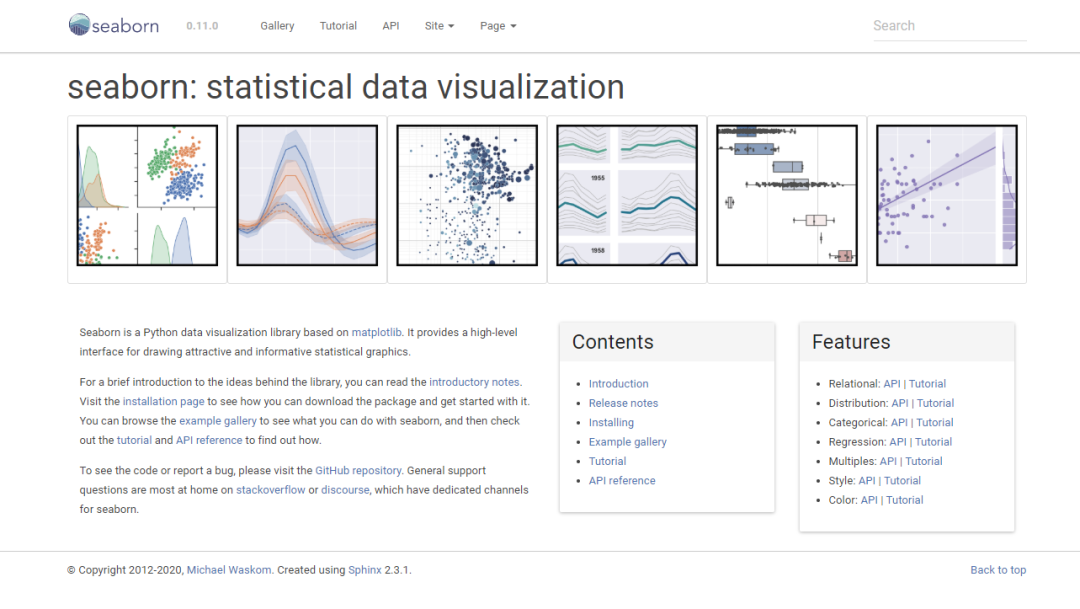 seaborn 0.11.0 Gallery Tutorial API Site Page Search
seaborn: statistical data visualization
1955
1958
Seaborn is a Python data visualization library based on matplotlib. It provides a high-level
interface for drawing attractive and informative statistical graphics.
For a brief introduction to the ideas behind the library, you can read the introductory notes.
Visit the installation page to see how you can download the package and get started with it.
You can browse the example gallery to see what you can do with seaborn, and then check
out the tutorial and API reference to find out how.
To see the code or report a bug, please visit the GitHub repository. General support
questions are most at home on stackoverflow or discourse, which have dedicated channels
for seaborn.
Contents
Introduction
Release notes
Installing
Example gallery
Tutorial
API reference
Features
Relational: API | Tutorial
Distribution: API | Tutorial
Categorical: API | Tutorial
Regression: API | Tutorial
Multiples: API | Tutorial
Style: API | Tutorial
Color: API | Tutorial
© Copyright 2012-2020, Michael Waskom. Created using Sphinx 2.3.1. Back to top